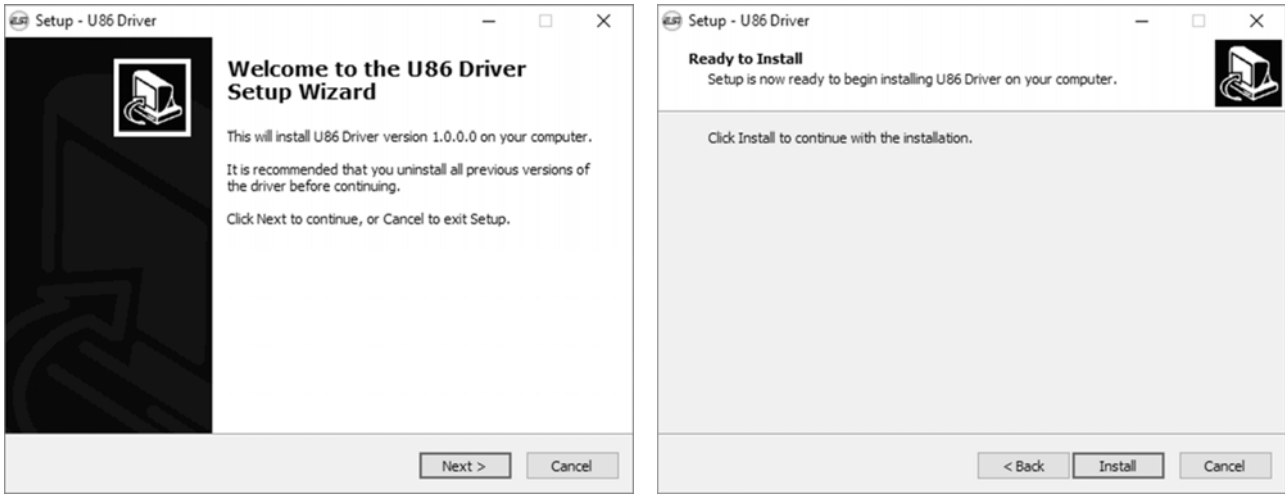 Setup - U86 Driver
Welcome to the U86 Driver
Setup Wizard
This will install U86 Driver version 1.0.0.0 on your computer.
It is recommended that you uninstall all previous versions of
the driver before continuing.
Click Next to continue, or Cancel to exit Setup.
Next >
Cancel
Setup - U86 Driver
Ready to Install
Setup is now ready to begin installing U86 Driver on your computer.
Click Install to continue with the installation.
< Back
Install
Cancel